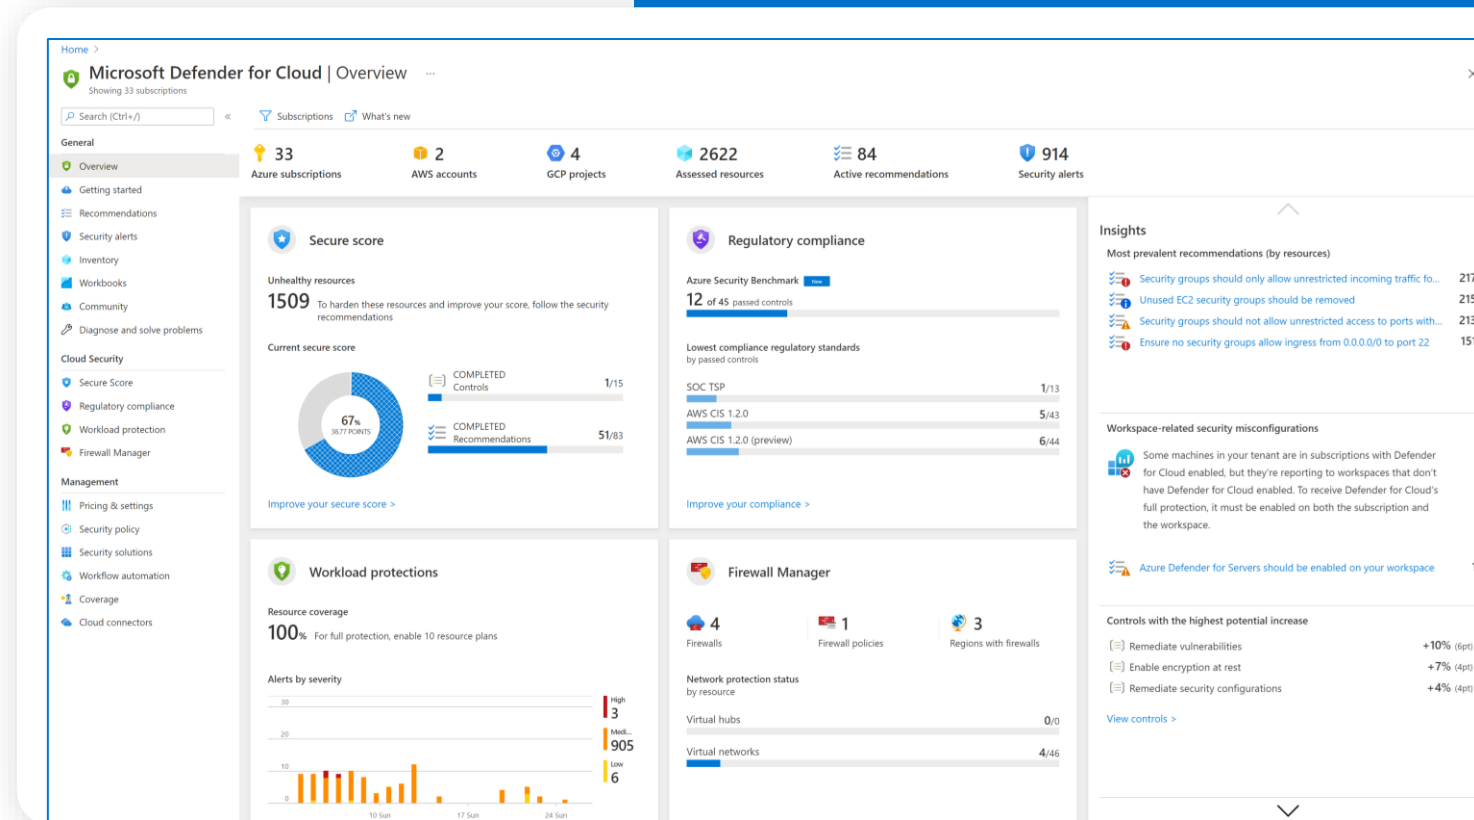 Home >
Microsoft Defender for Cloud | Overview ...
Showing 33 subscriptions
Search (Ctrl+/)
«
Subscriptions
What's new
General
Overview
Getting started
Recommendations
Security alerts
Inventory
Workbooks
Community
Diagnose and solve problems
Cloud Security
Secure Score
Regulatory compliance
Workload protection
Firewall Manager
Management
Pricing & settings
Security policy
Security solutions
Workflow automation
Coverage
Cloud connectors
33
Azure subscriptions
2
AWS accounts
4
GCP projects
2622
Assessed resources
84
Active recommendations
914
Security alerts
Secure score
Unhealthy resources
1509 To harden these resources and improve your score, follow the security
recommendations
Current secure score
67%
38.77 POINTS
COMPLETED
Controls
1/15
COMPLETED
Recommendations
51/83
Improve your secure score >
Regulatory compliance
Azure Security Benchmark New
12 of 45 passed controls
Lowest compliance regulatory standards
by passed controls
SOC TSP
1/13
AWS CIS 1.2.0
5/43
AWS CIS 1.2.0 (preview)
6/44
Improve your compliance >
Workload protections
Resource coverage
100% For full protection, enable 10 resource plans
Alerts by severity
30
20
10
0
10 Sun
17 Sun
24 Sun
High
3
Medi...
905
Low
6
Firewall Manager
4
Firewalls
1
Firewall policies
3
Regions with firewalls
Network protection status
by resource
Virtual hubs
0/0
Virtual networks
4/46
Insights
Most prevalent recommendations (by resources)
Security groups should only allow unrestricted incoming traffic fo... 217
Unused EC2 security groups should be removed 215
Security groups should not allow unrestricted access to ports with... 213
Ensure no security groups allow ingress from 0.0.0.0/0 to port 22 151
Workspace-related security misconfigurations
Some machines in your tenant are in subscriptions with Defender
for Cloud enabled, but they're reporting to workspaces that don't
have Defender for Cloud enabled. To receive Defender for Cloud's
full protection, it must be enabled on both the subscription and
the workspace.
Azure Defender for Servers should be enabled on your workspace
Controls with the highest potential increase
Remediate vulnerabilities +10% (6pt)
Enable encryption at rest +7% (4pt)
Remediate security configurations +4% (4pt)
View controls >